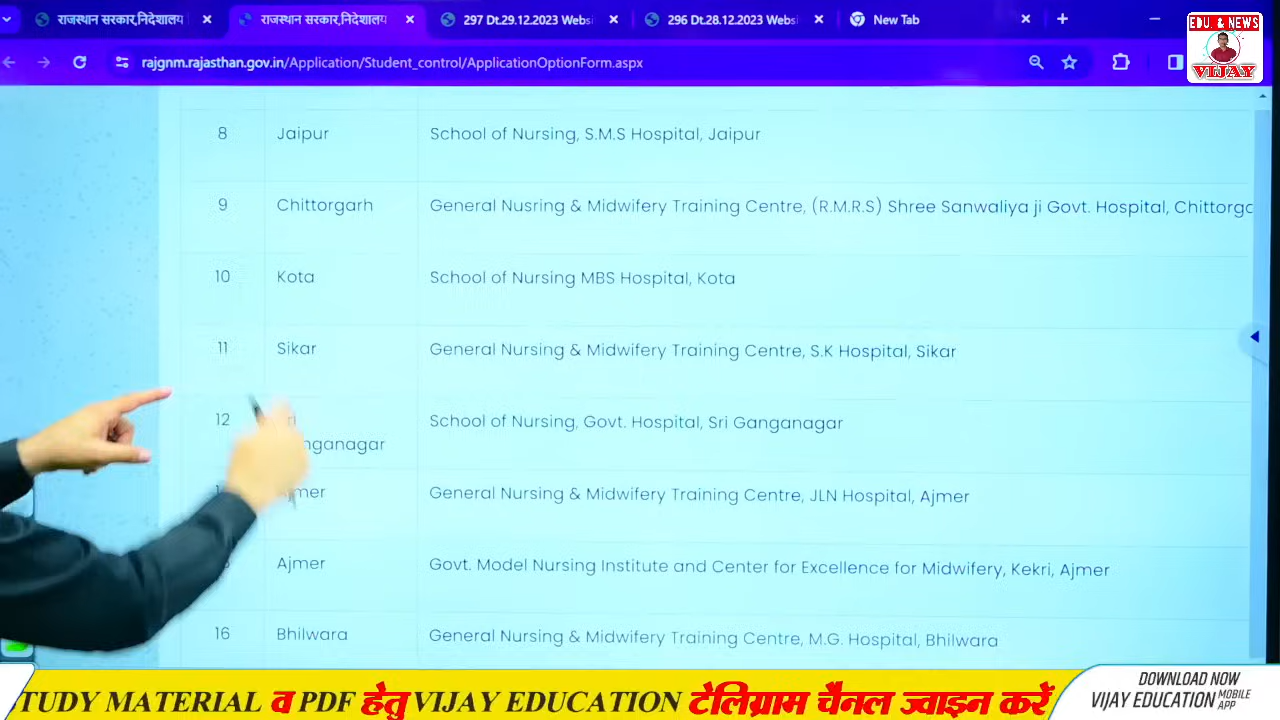 राजस्थान सरकार,निदेशालय
राजस्थान सरकार,निदेशालय
297 Dt.29.12.2023 Websi
296 Dt.28.12.2023 Websi
New Tab
EDU. & NEWS
VIJAY
rajgnm.rajasthan.gov.in/Application/Student_control/ApplicationOptionForm.aspx
8 Jaipur School of Nursing, S.M.S Hospital, Jaipur
9 Chittorgarh General Nusring & Midwifery Training Centre, (R.M.R.S) Shree Sanwaliya ji Govt. Hospital, Chittorga
10 Kota School of Nursing MBS Hospital, Kota
11 Sikar General Nursing & Midwifery Training Centre, S.K Hospital, Sikar
12 School of Nursing, Govt. Hospital, Sri Ganganagar
nganagar
mer General Nursing & Midwifery Training Centre, JLN Hospital, Ajmer
Ajmer Govt. Model Nursing Institute and Center for Excellence for Midwifery, Kekri, Ajmer
16 Bhilwara General Nursing & Midwifery Training Centre, M.G. Hospital, Bhilwara
TUDY MATERIAL व PDF हेतु VIJAY EDUCATION टेलिग्राम चैनल ज्वाइन करें
DOWNLOAD NOW
VIJAY EDUCATION MOBILE APP